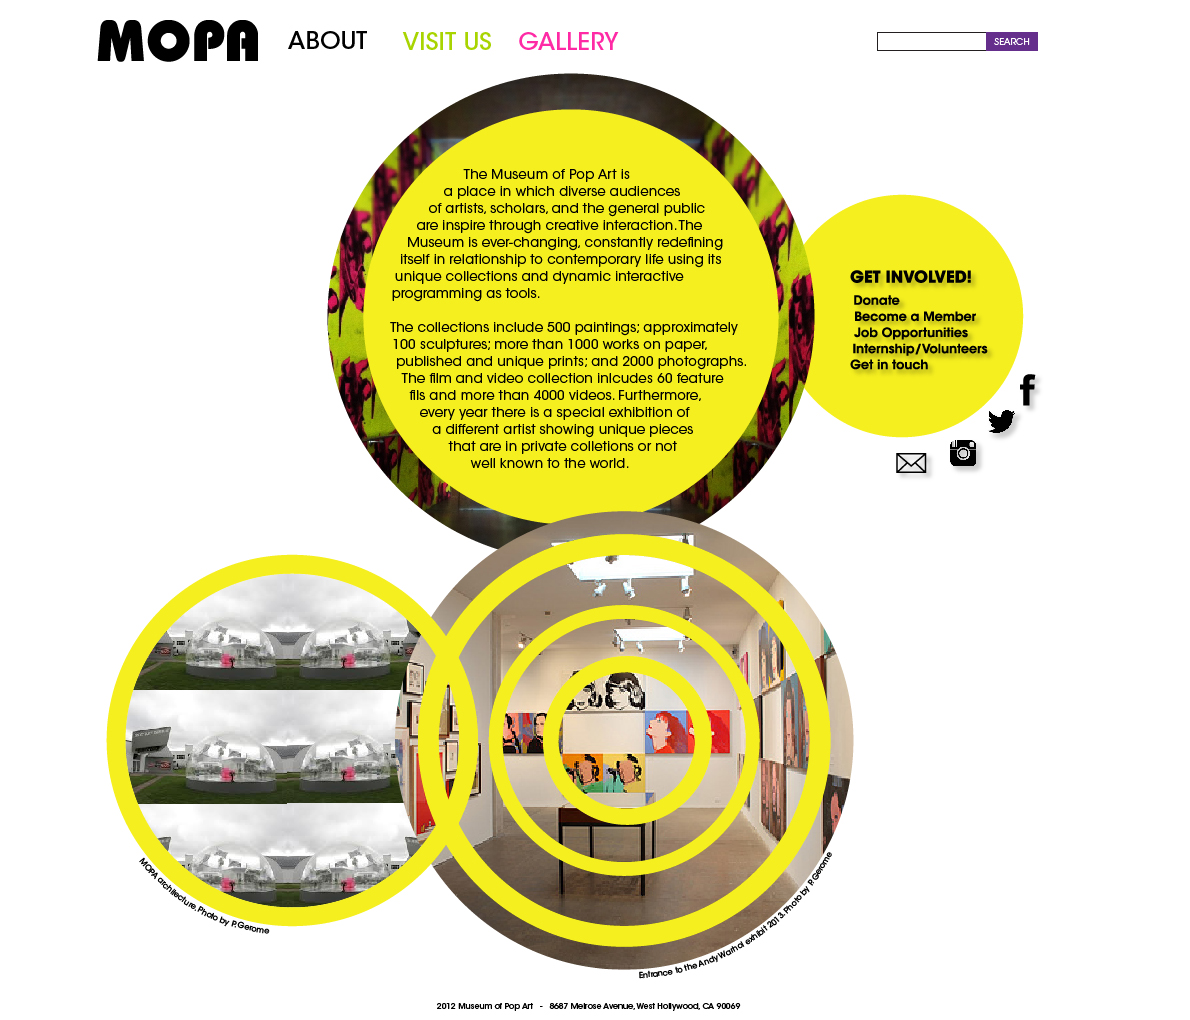 MOPA
ABOUT
VISIT US
GALLERY
SEARCH
The Museum of Pop Art is
a place in which diverse audiences
of artists, scholars, and the general public
are inspire through creative interaction.The
Museum is ever-changing, constantly redefining
itself in relationship to contemporary life using its
unique collections and dynamic interactive
programming as tools.
The collections include 500 paintings; approximately
100 sculptures; more than 1000 works on paper,
published and unique prints; and 2000 photographs.
The film and video collection inlcudes 60 feature
fils and more than 4000 videos. Furthermore,
every year there is a special exhibition of
a different artist showing unique pieces
that are in private colletions or not
well known to the world.
GET INVOLVED!
Donate
Become a Member
Job Opportunities
Internship/Volunteers
Get in touch
MOPA architecture, Photo by P.Gerome
Entrance to the Andy Warhol exhibit 2013. Photo by P.Gerome
2012 Museum of Pop Art - 8687 Melrose Avenue, West Hollywood, CA 90069